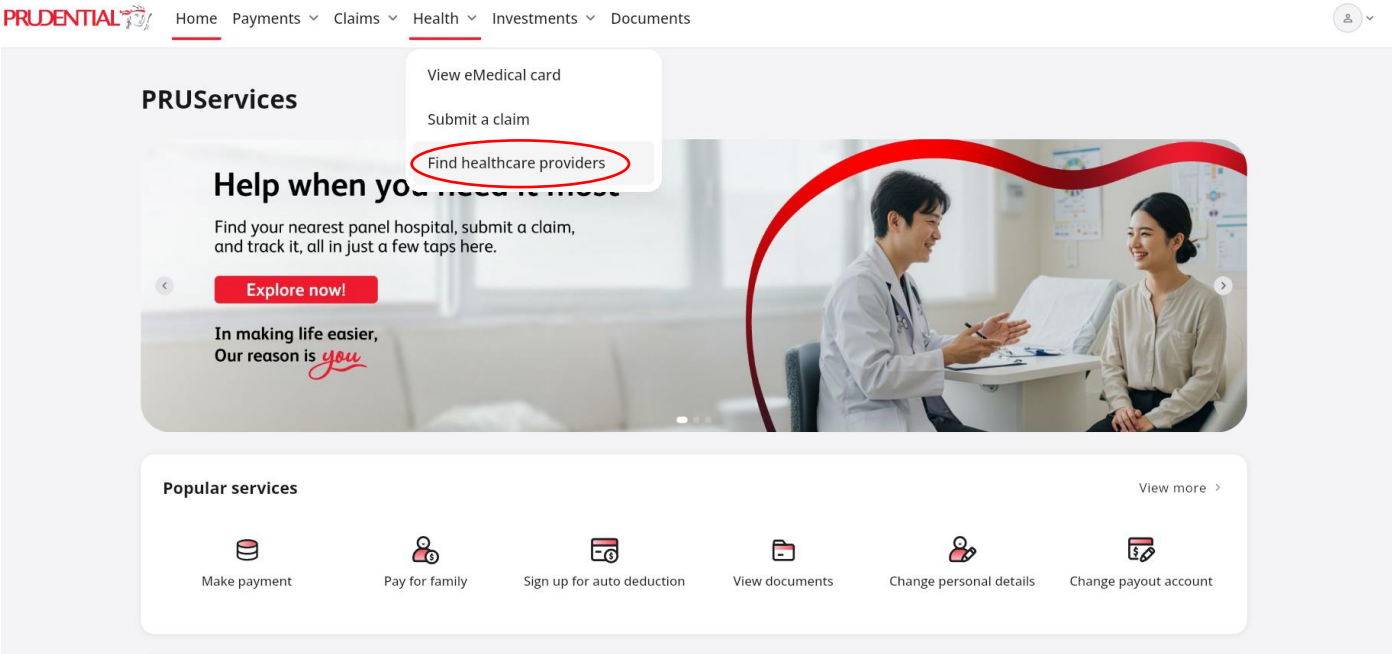 PRUDENTIAL
Home Payments Claims Health Investments Documents
View eMedical card
Submit a claim
Find healthcare providers
PRUServices
Help when you need it most
Find your nearest panel hospital, submit a claim,
and track it, all in just a few taps here.
Explore now!
In making life easier,
Our reason is you
Popular services
View more
Make payment
Pay for family
Sign up for auto deduction
View documents
Change personal details
Change payout account